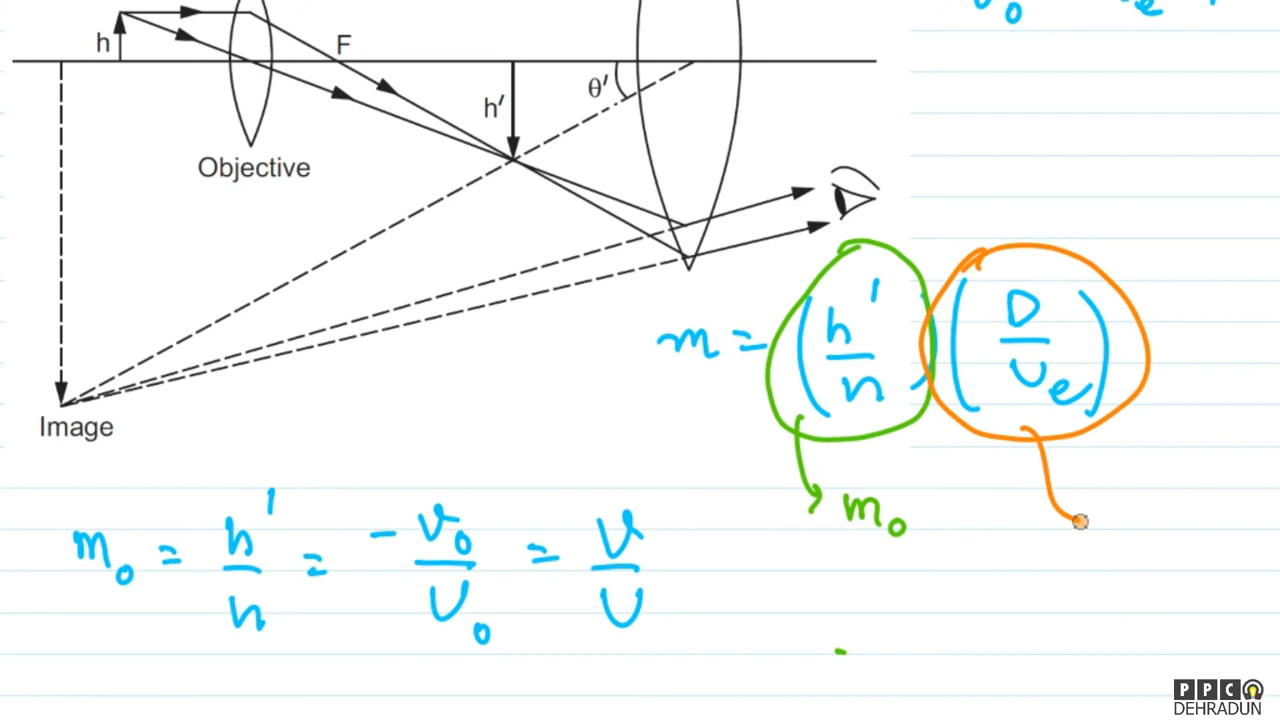 h
F
h′
θ′
Objective
Image
m = (h'/h) (D/Ue)
m₀
m₀ = h'/h = -v₀/U₀ = v/U
PPC
DEHRADUN